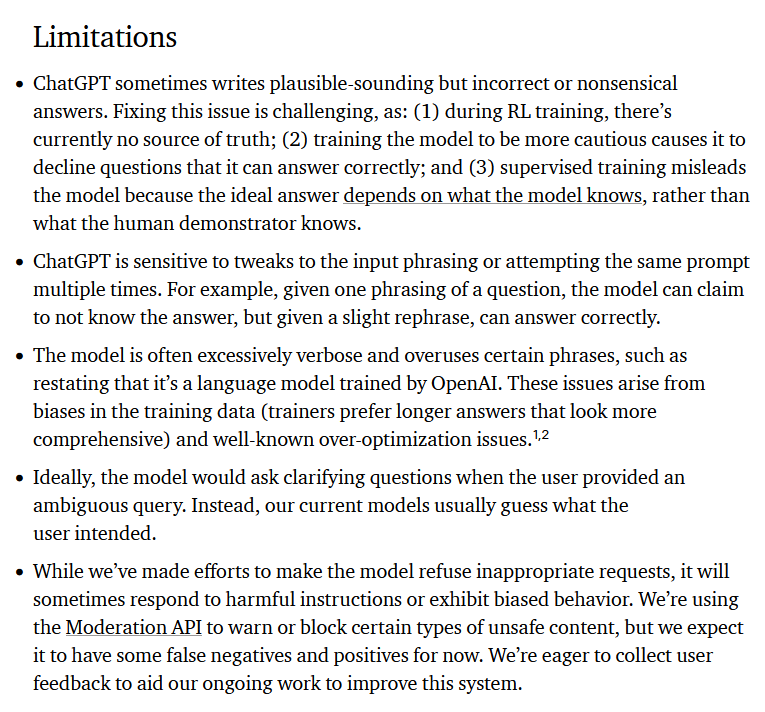 Limitations
• ChatGPT sometimes writes plausible-sounding but incorrect or nonsensical
answers. Fixing this issue is challenging, as: (1) during RL training, there’s
currently no source of truth; (2) training the model to be more cautious causes it to
decline questions that it can answer correctly; and (3) supervised training misleads
the model because the ideal answer depends on what the model knows, rather than
what the human demonstrator knows.
• ChatGPT is sensitive to tweaks to the input phrasing or attempting the same prompt
multiple times. For example, given one phrasing of a question, the model can claim
to not know the answer, but given a slight rephrase, can answer correctly.
• The model is often excessively verbose and overuses certain phrases, such as
restating that it’s a language model trained by OpenAI. These issues arise from
biases in the training data (trainers prefer longer answers that look more
comprehensive) and well-known over-optimization issues.1,2
• Ideally, the model would ask clarifying questions when the user provided an
ambiguous query. Instead, our current models usually guess what the
user intended.
• While we’ve made efforts to make the model refuse inappropriate requests, it will
sometimes respond to harmful instructions or exhibit biased behavior. We’re using
the Moderation API to warn or block certain types of unsafe content, but we expect
it to have some false negatives and positives for now. We’re eager to collect user
feedback to aid our ongoing work to improve this system.